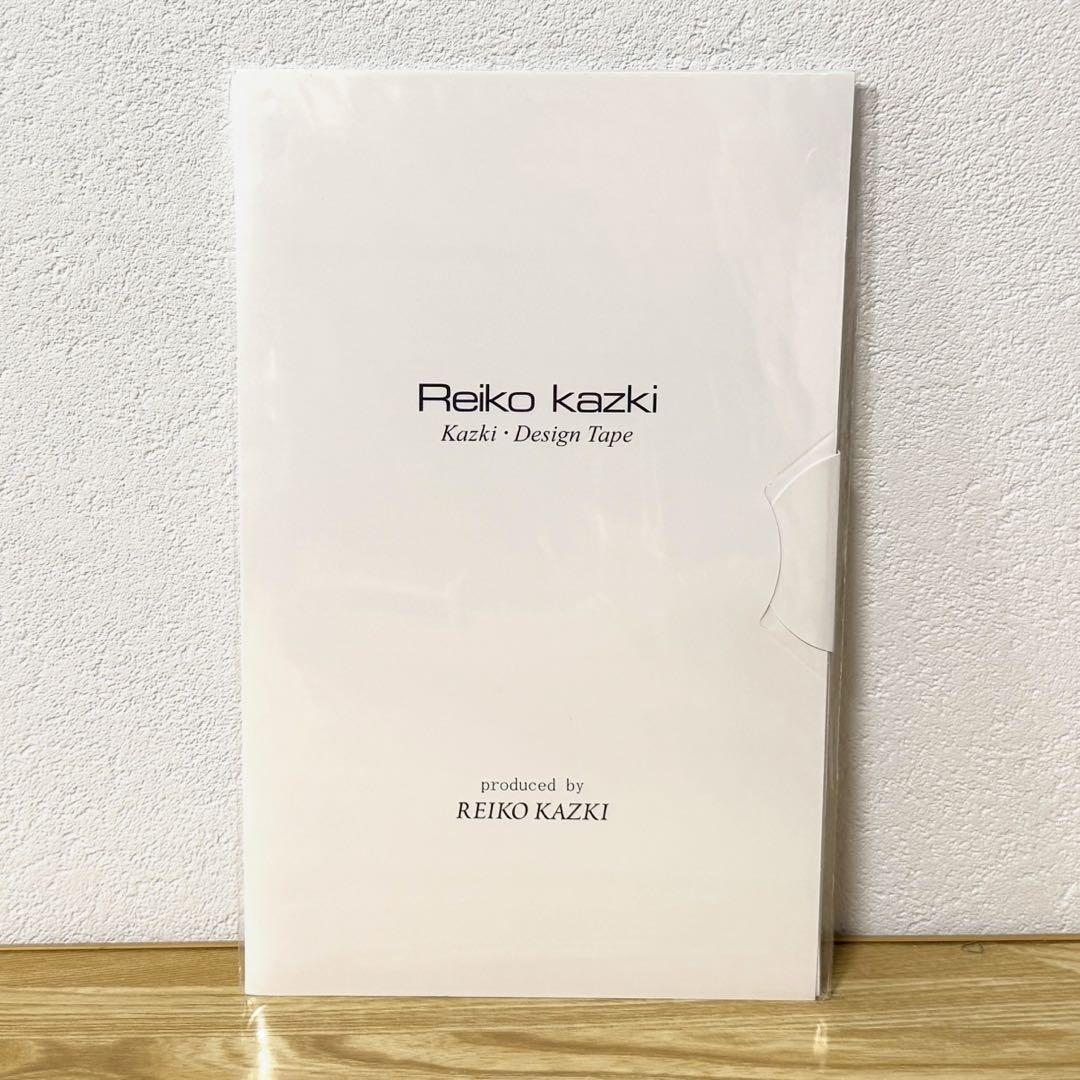 Reiko kazki
Kazki・Design Tape
produced by
REIKO KAZKI